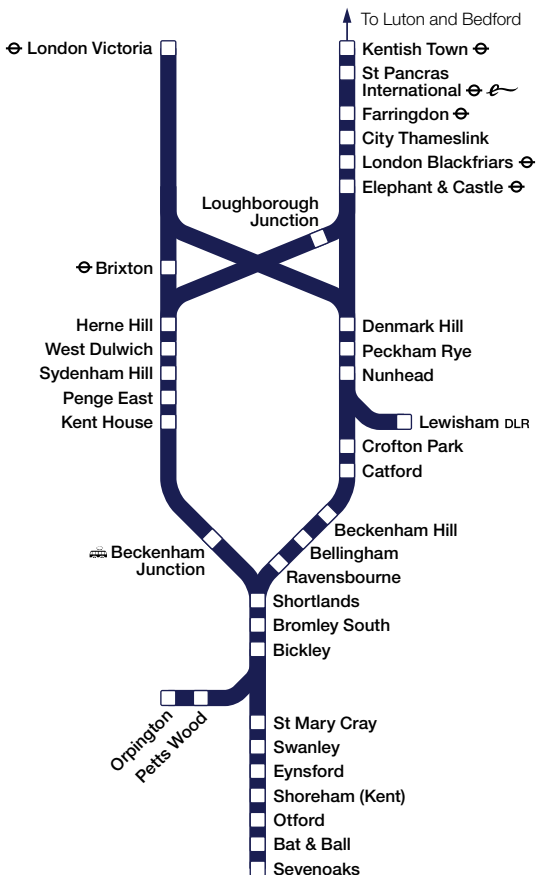 To Luton and Bedford
London Victoria
Kentish Town
St Pancras
International
Farringdon
City Thameslink
London Blackfriars
Elephant & Castle
Loughborough
Junction
Brixton
Herne Hill
West Dulwich
Sydenham Hill
Penge East
Kent House
Denmark Hill
Peckham Rye
Nunhead
Lewisham DLR
Crofton Park
Catford
Beckenham Hill
Bellingham
Ravensbourne
Beckenham
Junction
Shortlands
Bromley South
Bickley
Orpington
Petts Wood
St Mary Cray
Swanley
Eynsford
Shoreham (Kent)
Otford
Bat & Ball
Sevenoaks